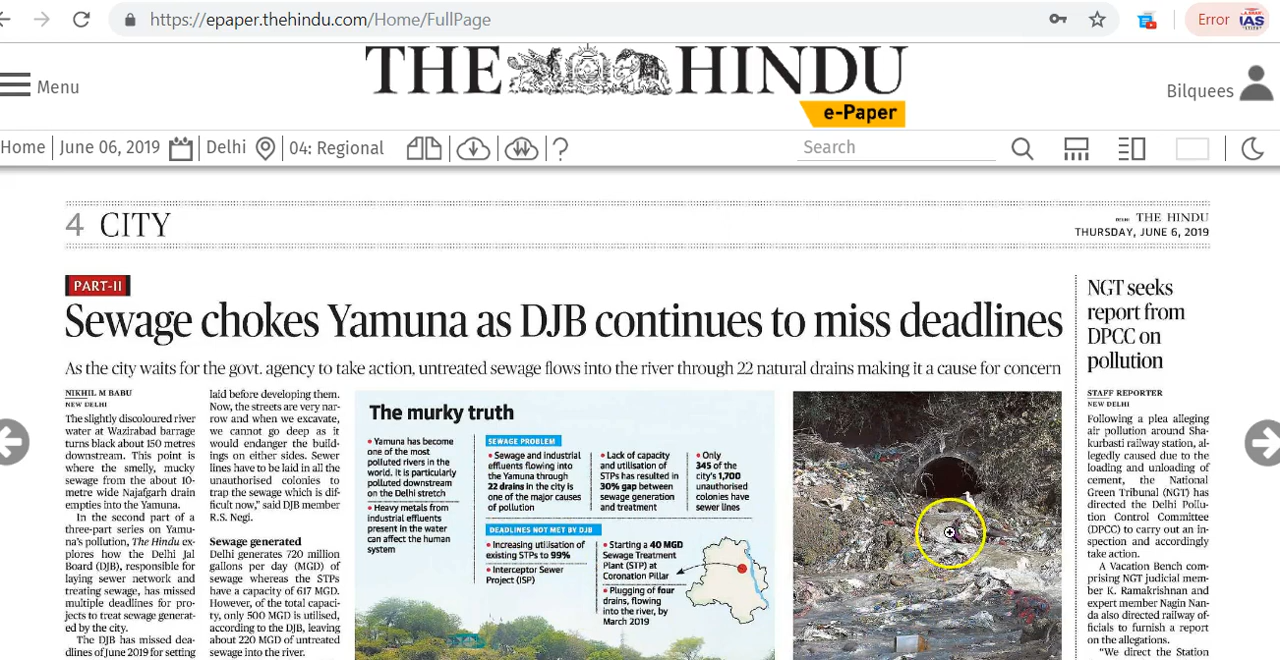 https://epaper.thehindu.com/Home/FullPage
Error
IAS
Menu
THE HINDU
e-Paper
Bilquees
Home
June 06, 2019
Delhi
04: Regional
?
Search
4 CITY
THE HINDU
THURSDAY, JUNE 6, 2019
PART-II
Sewage chokes Yamuna as DJB continues to miss deadlines
As the city waits for the govt. agency to take action, untreated sewage flows into the river through 22 natural drains making it a cause for concern
NIKHIL M BABU
NEW DELHI
The slightly discoloured river
water at Wazirabad barrage
turns black about 150 metres
downstream. This point is
where the smelly, mucky
sewage from the about 10-
metre wide Najafgarh drain
empties into the Yamuna.
In the second part of a
three-part series on Yamu-
na's pollution, The Hindu ex-
plores how the Delhi Jal
Board (DJB), responsible for
laying sewer network and
treating sewage, has missed
multiple deadlines for pro-
jects to treat sewage generat-
ed by the city.
The DJB has missed dea-
dlines of June 2019 for setting
laid before developing them.
Now, the streets are very nar-
row and when we excavate,
we cannot go deep as it
would endanger the build-
ings on either sides. Sewer
lines have to be laid in all the
unauthorised colonies to
trap the sewage which is dif-
ficult now," said DJB member
R.S. Negi.
Sewage generated
Delhi generates 720 million
gallons per day (MGD) of
sewage whereas the STPs
have a capacity of 617 MGD.
However, of the total capaci-
ty, only 500 MGD is utilised,
according to the DJB, leaving
about 220 MGD of untreated
sewage into the river.
The murky truth
• Yamuna has become
one of the most
polluted rivers in the
world. It is particularly
polluted downstream
on the Delhi stretch
• Heavy metals from
industrial effluents
present in the water
can affect the human
system
SEWAGE PROBLEM
• Sewage and industrial
effluents flowing into
the Yamuna through
22 drains in the city is
one of the major causes
of pollution
• Lack of capacity
and utilisation of
STPs has resulted in
30% gap between
sewage generation
and treatment
• Only
345 of the
city's 1,700
unauthorised
colonies have
sewer lines
DEADLINES NOT MET BY DJB
• Increasing utilisation of
existing STPs to 99%
• Interceptor Sewer
Project (ISP)
• Starting a 40 MGD
Sewage Treatment
Plant (STP) at
Coronation Pillar
• Plugging of four
drains, flowing
into the river, by
March 2019
NGT seeks
report from
DPCC on
pollution
STAFF REPORTER
NEW DELHI
Following a plea alleging
air pollution around Sha-
kurbasti railway station, al-
legedly caused due to the
loading and unloading of
cement, the National
Green Tribunal (NGT) has
directed the Delhi Pollu-
tion Control Committee
(DPCC) to carry out an in-
spection and accordingly
take action.
A Vacation Bench com-
prising NGT judicial mem-
ber K. Ramakrishnan and
expert member Nagin Nan-
da also directed railway of-
ficials to furnish a report
on the allegations.
"We direct the Station